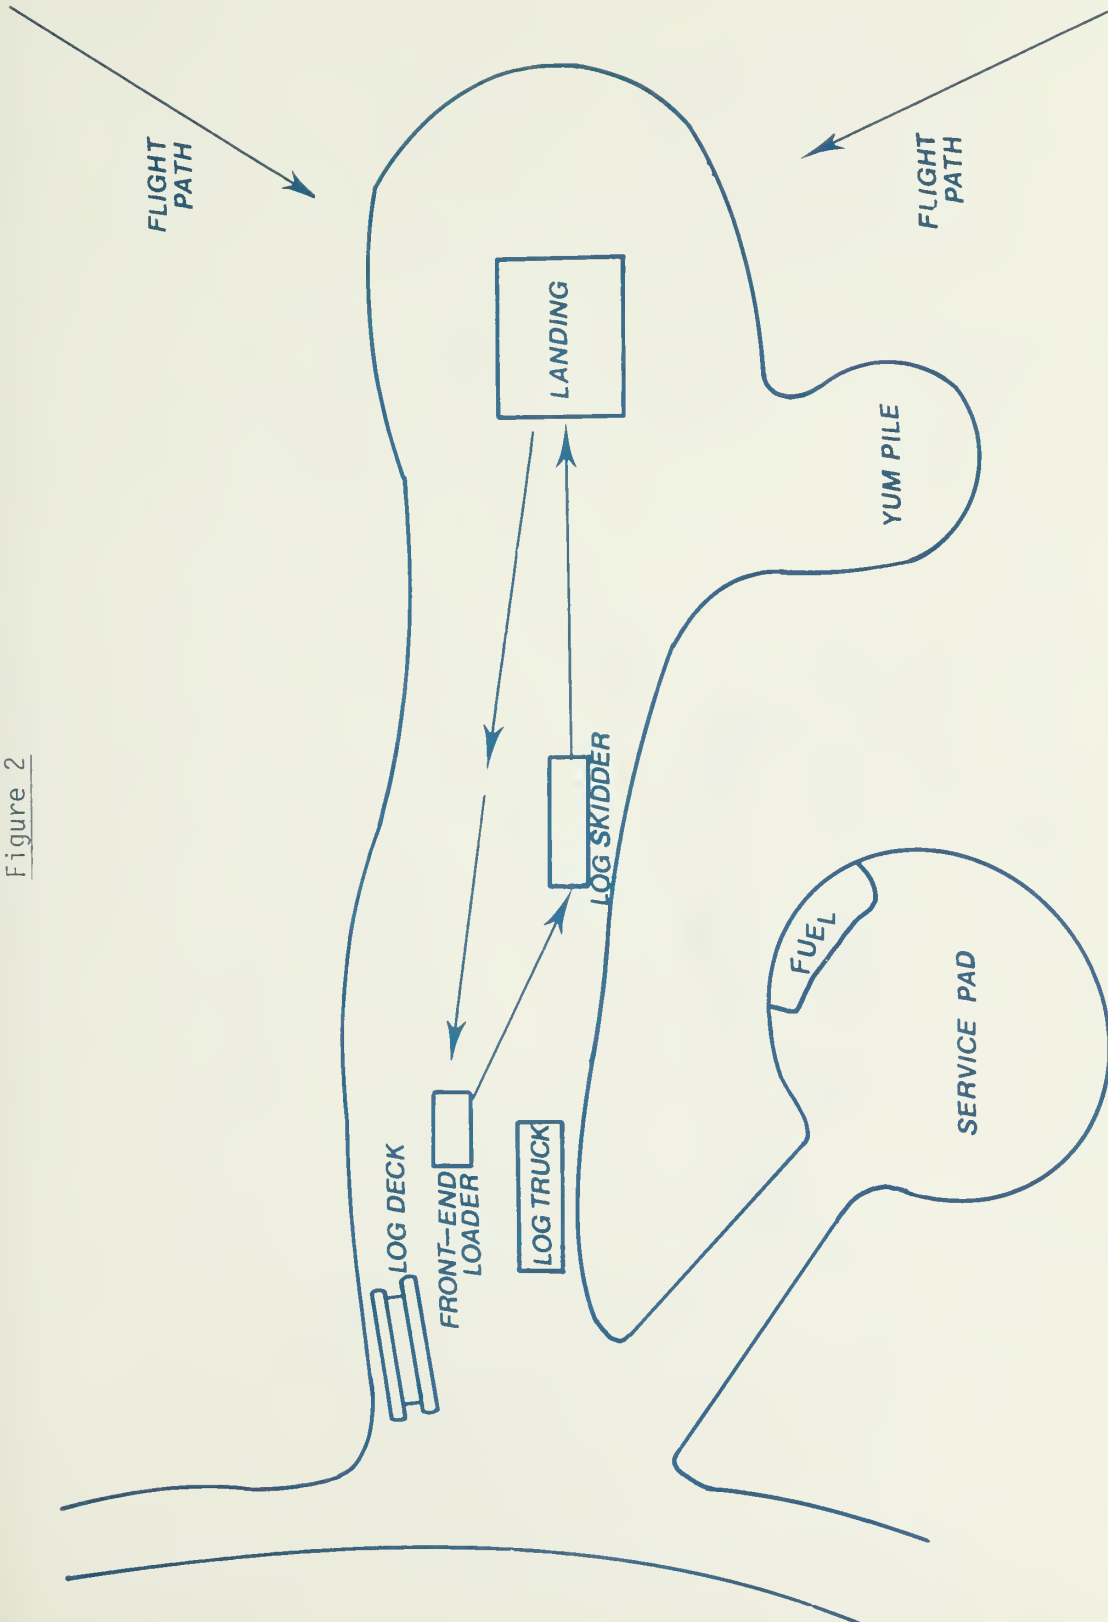 Figure 2
FLIGHT
PATH
FLIGHT
PATH
LANDING
YUM PILE
LOG SKIDDER
FUEL
SERVICE PAD
LOG DECK
FRONT-END
LOADER
LOG TRUCK